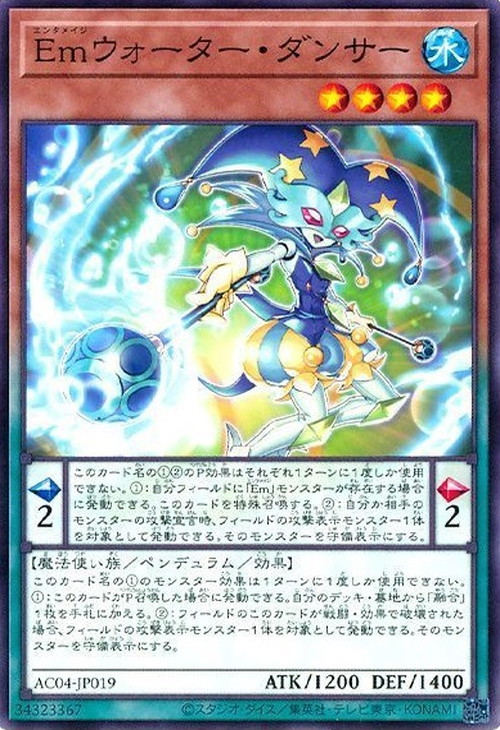 エンタメイジ
Emウォーター・ダンサー
水
このカード名の①②のP効果はそれぞれ1ターンに1度しか使用
できない。①：自分フィールドに「Em」モンスターが存在する場合
に発動できる。このカードを特殊召喚する。②：自分か相手の
モンスターの攻撃宣言時、フィールドの攻撃表示モンスター1体
を対象として発動できる。そのモンスターを守備表示にする。
2
2
【魔法使い族／ペンデュラム／効果】
このカード名の①のモンスター効果は1ターンに1度しか使用できない。
①：このカードがP召喚した場合に発動できる。自分のデッキ・墓地から「融合」
1枚を手札に加える。②：フィールドのこのカードが戦闘・効果で破壊された
場合、フィールドの攻撃表示モンスター1体を対象として発動できる。そのモン
スターを守備表示にする。
AC04-JP019
ATK/1200 DEF/1400
34323367
©スタジオ・ダイス／集英社・テレビ東京・KONAMI